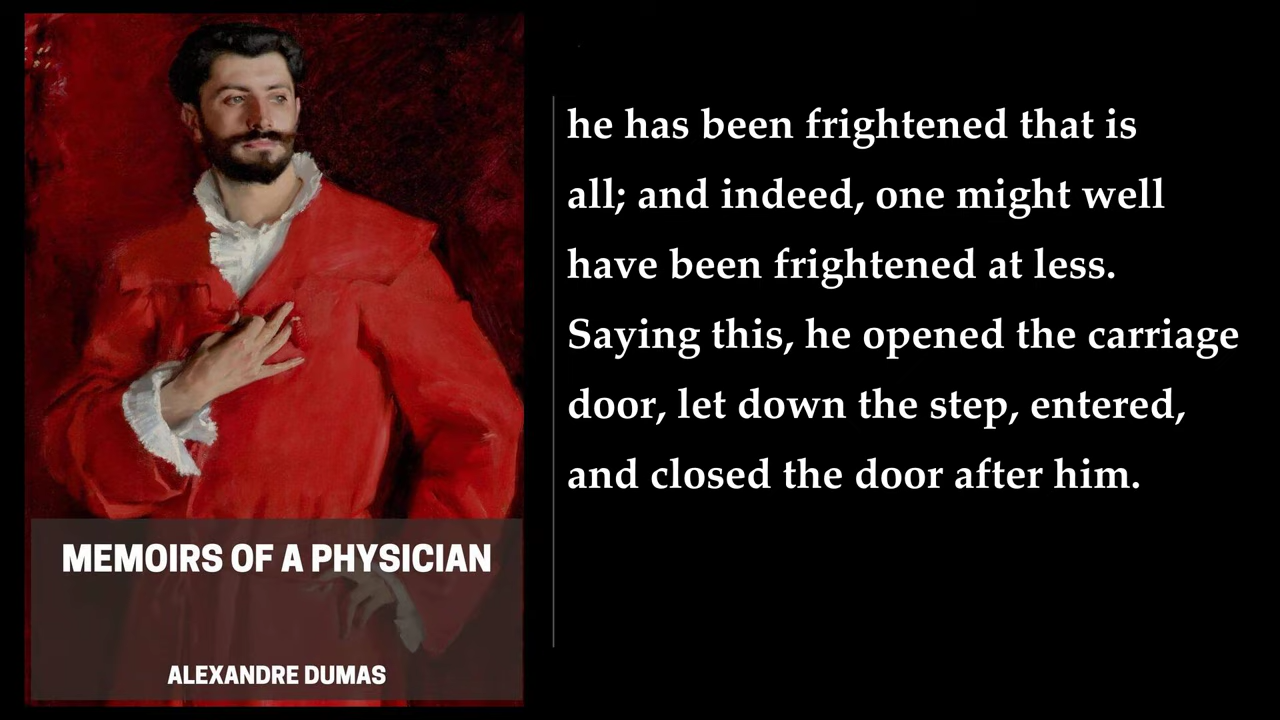 he has been frightened that is
all; and indeed, one might well
have been frightened at less.
Saying this, he opened the carriage
door, let down the step, entered,
and closed the door after him.
MEMOIRS OF A PHYSICIAN
ALEXANDRE DUMAS